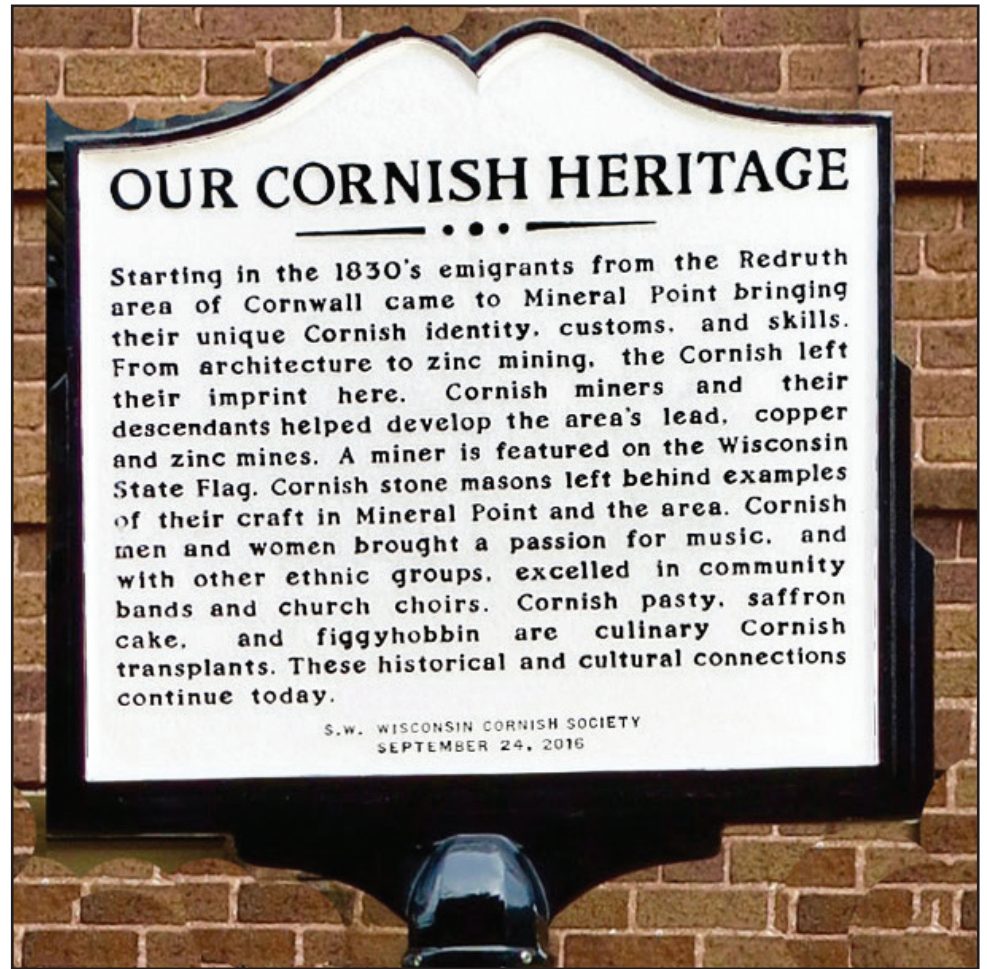 OUR CORNISH HERITAGE
Starting in the 1830's emigrants from the Redruth
area of Cornwall came to Mineral Point bringing
their unique Cornish identity, customs, and skills.
From architecture to zinc mining, the Cornish left
their imprint here. Cornish miners and their
descendants helped develop the area's lead, copper
and zinc mines. A miner is featured on the Wisconsin
State Flag. Cornish stone masons left behind examples
of their craft in Mineral Point and the area. Cornish
men and women brought a passion for music, and
with other ethnic groups, excelled in community
bands and church choirs. Cornish pasty, saffron
cake, and figgyhobbin are culinary Cornish
transplants. These historical and cultural connections
continue today.
S.W. WISCONSIN CORNISH SOCIETY
SEPTEMBER 24, 2016